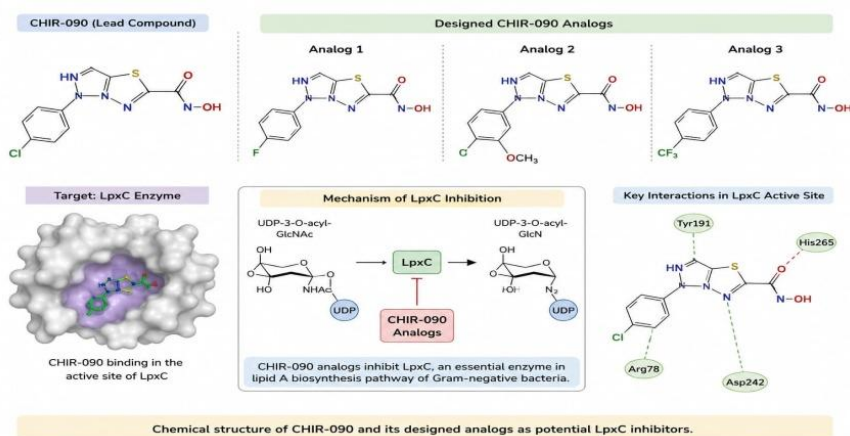 CHIR-090 (Lead Compound)
Designed CHIR-090 Analogs
Analog 1
Analog 2
Analog 3
HN
S
O
N
N
N
N-OH
Cl
HN
S
O
N
N
N
N-OH
F
HN
S
O
N
N
N
N-OH
Cl
OCH3
HN
S
O
N
N
N
N-OH
CF3
Target: LpxC Enzyme
CHIR-090 binding in the
active site of LpxC
Mechanism of LpxC Inhibition
UDP-3-O-acyl-
GlcNAc
UDP-3-O-acyl-
GlcN
OH
O
O
OH
NHAc
UDP
LpxC
CHIR-090
Analogs
OH
O
O
OH
N2
UDP
CHIR-090 analogs inhibit LpxC, an essential enzyme in
lipid A biosynthesis pathway of Gram-negative bacteria.
Key Interactions in LpxC Active Site
Tyr191
His265
HN
S
O
N
N
N
N-OH
Cl
Arg78
Asp242
Chemical structure of CHIR-090 and its designed analogs as potential LpxC inhibitors.